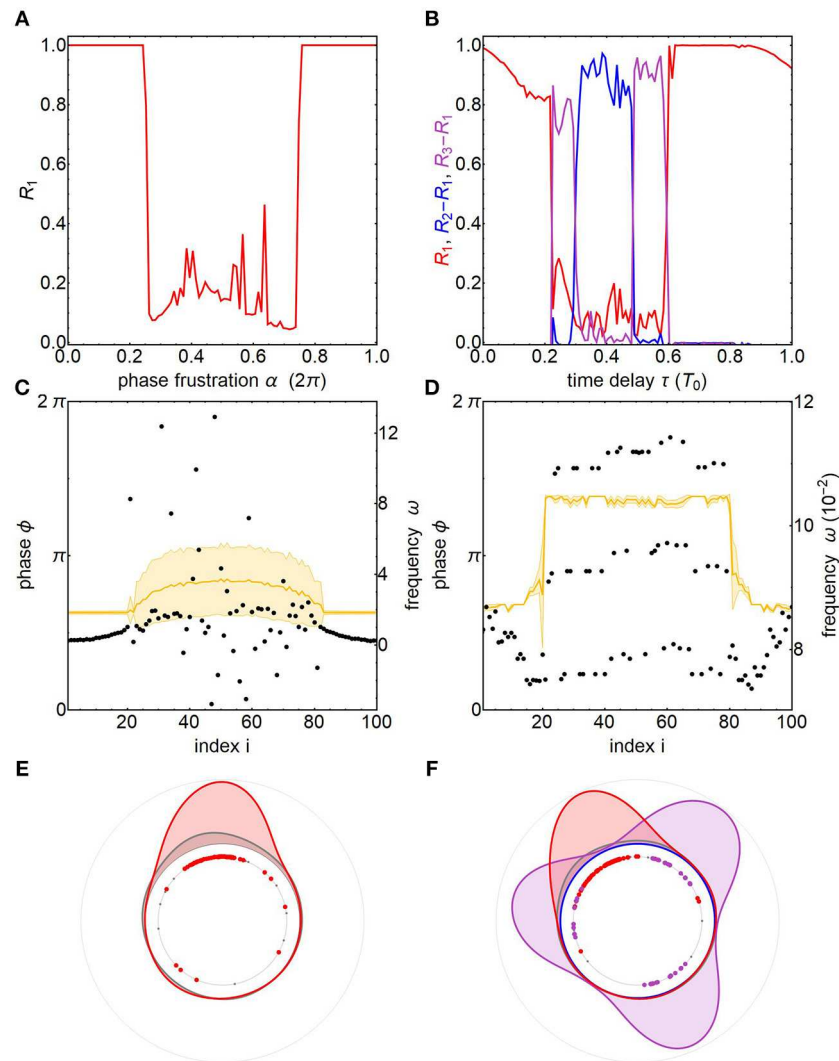 A
B
1.0
0.8
0.6
0.4
0.2
0.0
R1
0.0 0.2 0.4 0.6 0.8 1.0
phase frustration α (2π)
1.0
0.8
0.6
0.4
0.2
0.0
R1, R2−R1, R3−R1
0.0 0.2 0.4 0.6 0.8 1.0
time delay τ (T0)
C
D
2 π
π
0
phase ϕ
12
8
4
0
frequency ω
20 40 60 80 100
index i
2 π
π
0
phase ϕ
12
10
8
frequency ω (10−2)
20 40 60 80 100
index i
E
F